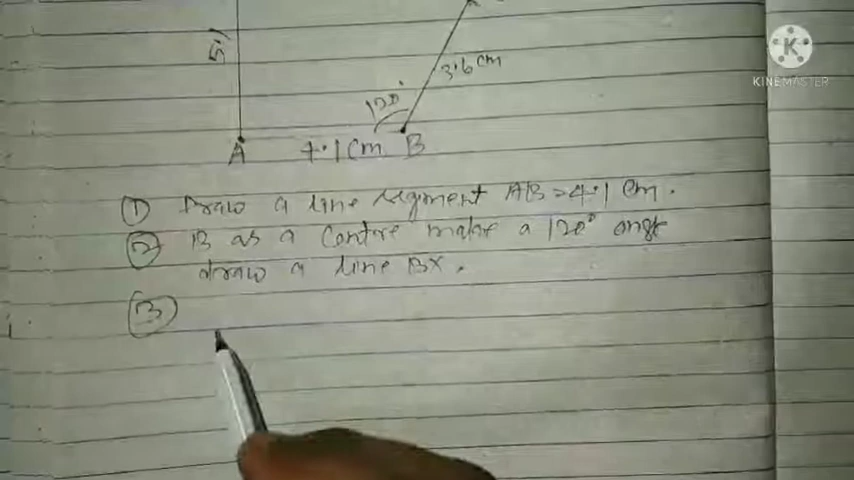 5.1
3.6 cm
120°
A
4.1 cm B
① Draw a line segment AB = 4.1 cm.
② B as a centre make a 120° angle
draw a line BX.
③
K
KINEMASTER